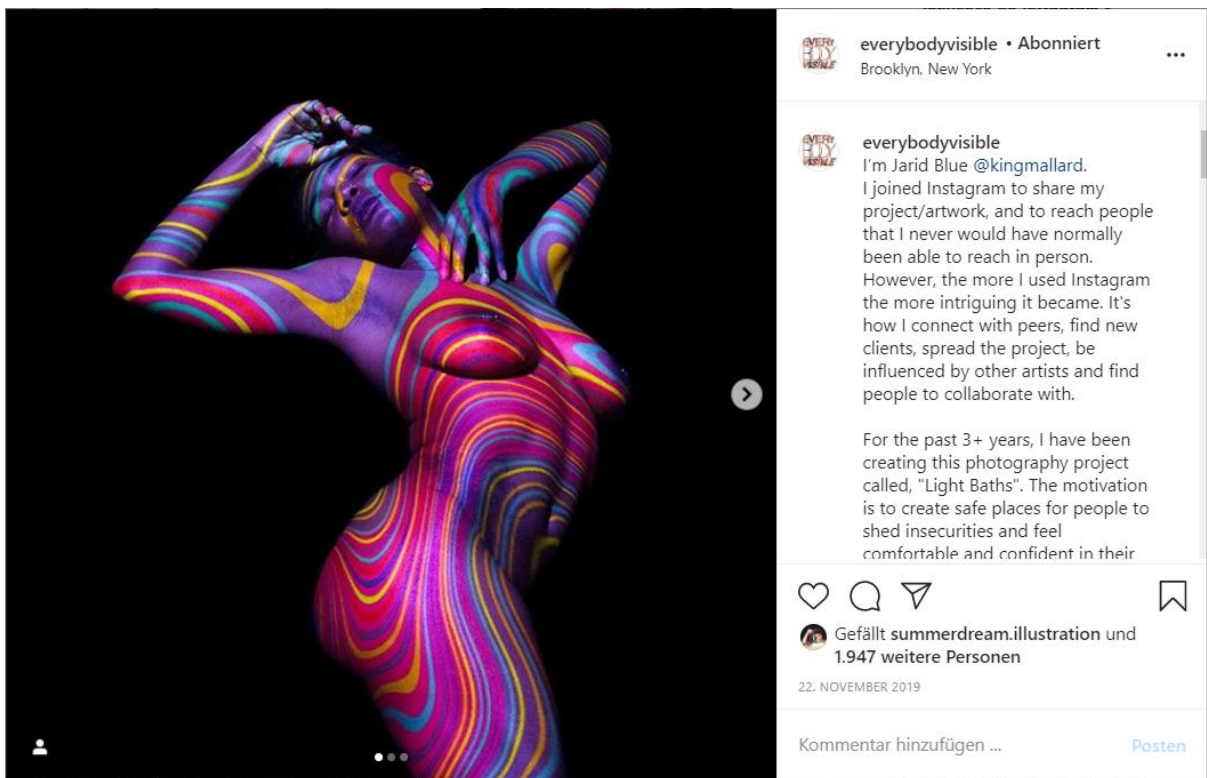 everybodyvisible • Abonniert
Brooklyn, New York
...
EVERY
BODY
VISIBLE
everybodyvisible
I'm Jarid Blue @kingmallard.
I joined Instagram to share my
project/artwork, and to reach people
that I never would have normally
been able to reach in person.
However, the more I used Instagram
the more intriguing it became. It's
how I connect with peers, find new
clients, spread the project, be
influenced by other artists and find
people to collaborate with.
For the past 3+ years, I have been
creating this photography project
called, "Light Baths". The motivation
is to create safe places for people to
shed insecurities and feel
comfortable and confident in their
Gefällt summerdream.illustration und
1.947 weitere Personen
22. NOVEMBER 2019
Kommentar hinzufügen ...
Posten